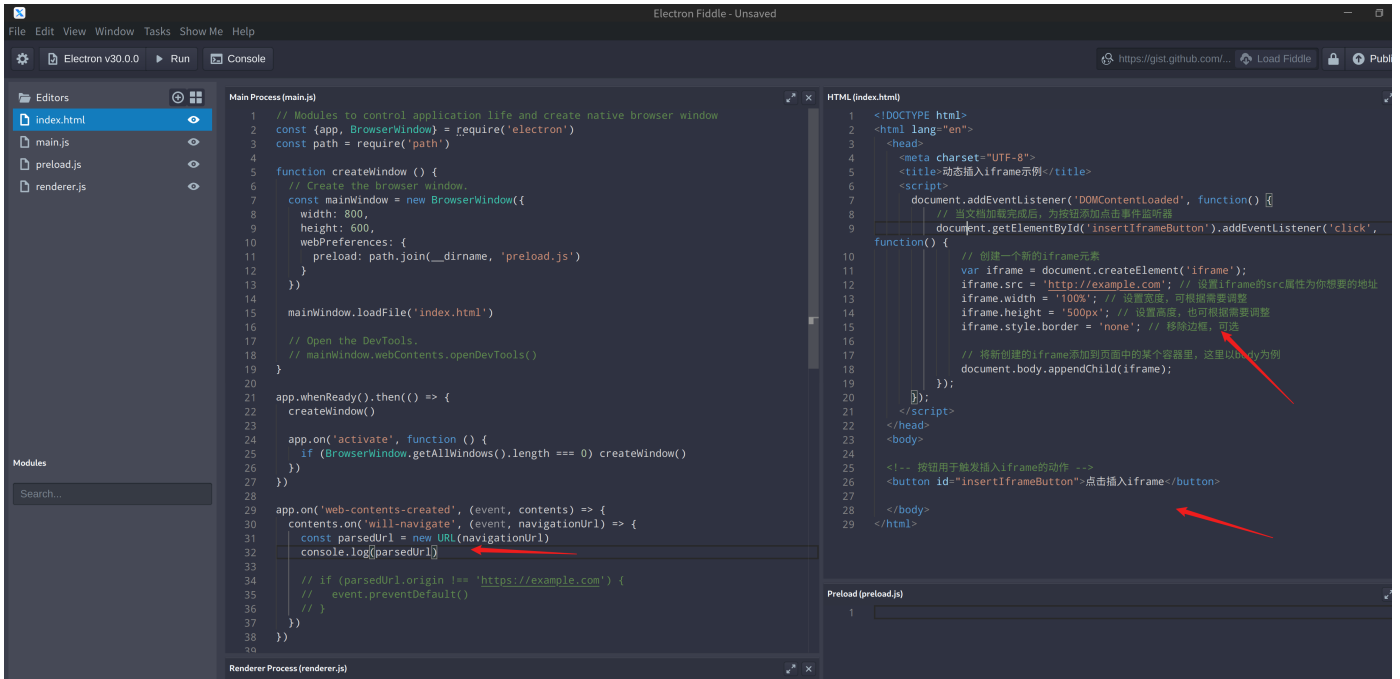 Electron Fiddle - Unsaved
File Edit View Window Tasks Show Me Help
Electron v30.0.0 Run Console https://gist.github.com/... Load Fiddle Publi
Editors
index.html
main.js
preload.js
renderer.js
Modules
Search...
Main Process (main.js)
1 // Modules to control application life and create native browser window
2 const {app, BrowserWindow} = require('electron')
3 const path = require('path')
4
5 function createWindow () {
6 // Create the browser window.
7 const mainWindow = new BrowserWindow({
8 width: 800,
9 height: 600,
10 webPreferences: {
11 preload: path.join(__dirname, 'preload.js')
12 }
13 })
14
15 mainWindow.loadFile('index.html')
16
17 // Open the DevTools.
18 // mainWindow.webContents.openDevTools()
19 }
20
21 app.whenReady().then(() => {
22 createWindow()
23
24 app.on('activate', function () {
25 if (BrowserWindow.getAllWindows().length === 0) createWindow()
26 })
27 })
28
29 app.on('web-contents-created', (event, contents) => {
30 contents.on('will-navigate', (event, navigationUrl) => {
31 const parsedUrl = new URL(navigationUrl)
32 console.log(parsedUrl)
33
34 // if (parsedUrl.origin !== 'https://example.com') {
35 // event.preventDefault()
36 // }
37 })
38 })
39
Renderer Process (renderer.js)
HTML (index.html)
1 <!DOCTYPE html>
2 <html lang="en">
3 <head>
4 <meta charset="UTF-8">
5 <title>动态插入iframe示例</title>
6 <script>
7 document.addEventListener('DOMContentLoaded', function() {
8 // 当文档加载完成后，为按钮添加点击事件监听器
9 document.getElementById('insertIframeButton').addEventListener('click',
function() {
10 // 创建一个新的iframe元素
11 var iframe = document.createElement('iframe');
12 iframe.src = 'http://example.com'; // 设置iframe的src属性为你想要的地址
13 iframe.width = '100%'; // 设置宽度，可根据需要调整
14 iframe.height = '500px'; // 设置高度，也可根据需要调整
15 iframe.style.border = 'none'; // 移除边框，可选
16
17 // 将新创建的iframe添加到页面中的某个容器里，这里以body为例
18 document.body.appendChild(iframe);
19 });
20 });
21 </script>
22 </head>
23 <body>
24
25 <!-- 按钮用于触发插入iframe的动作 -->
26 <button id="insertIframeButton">点击插入iframe</button>
27
28 </body>
29 </html>
Preload (preload.js)
1